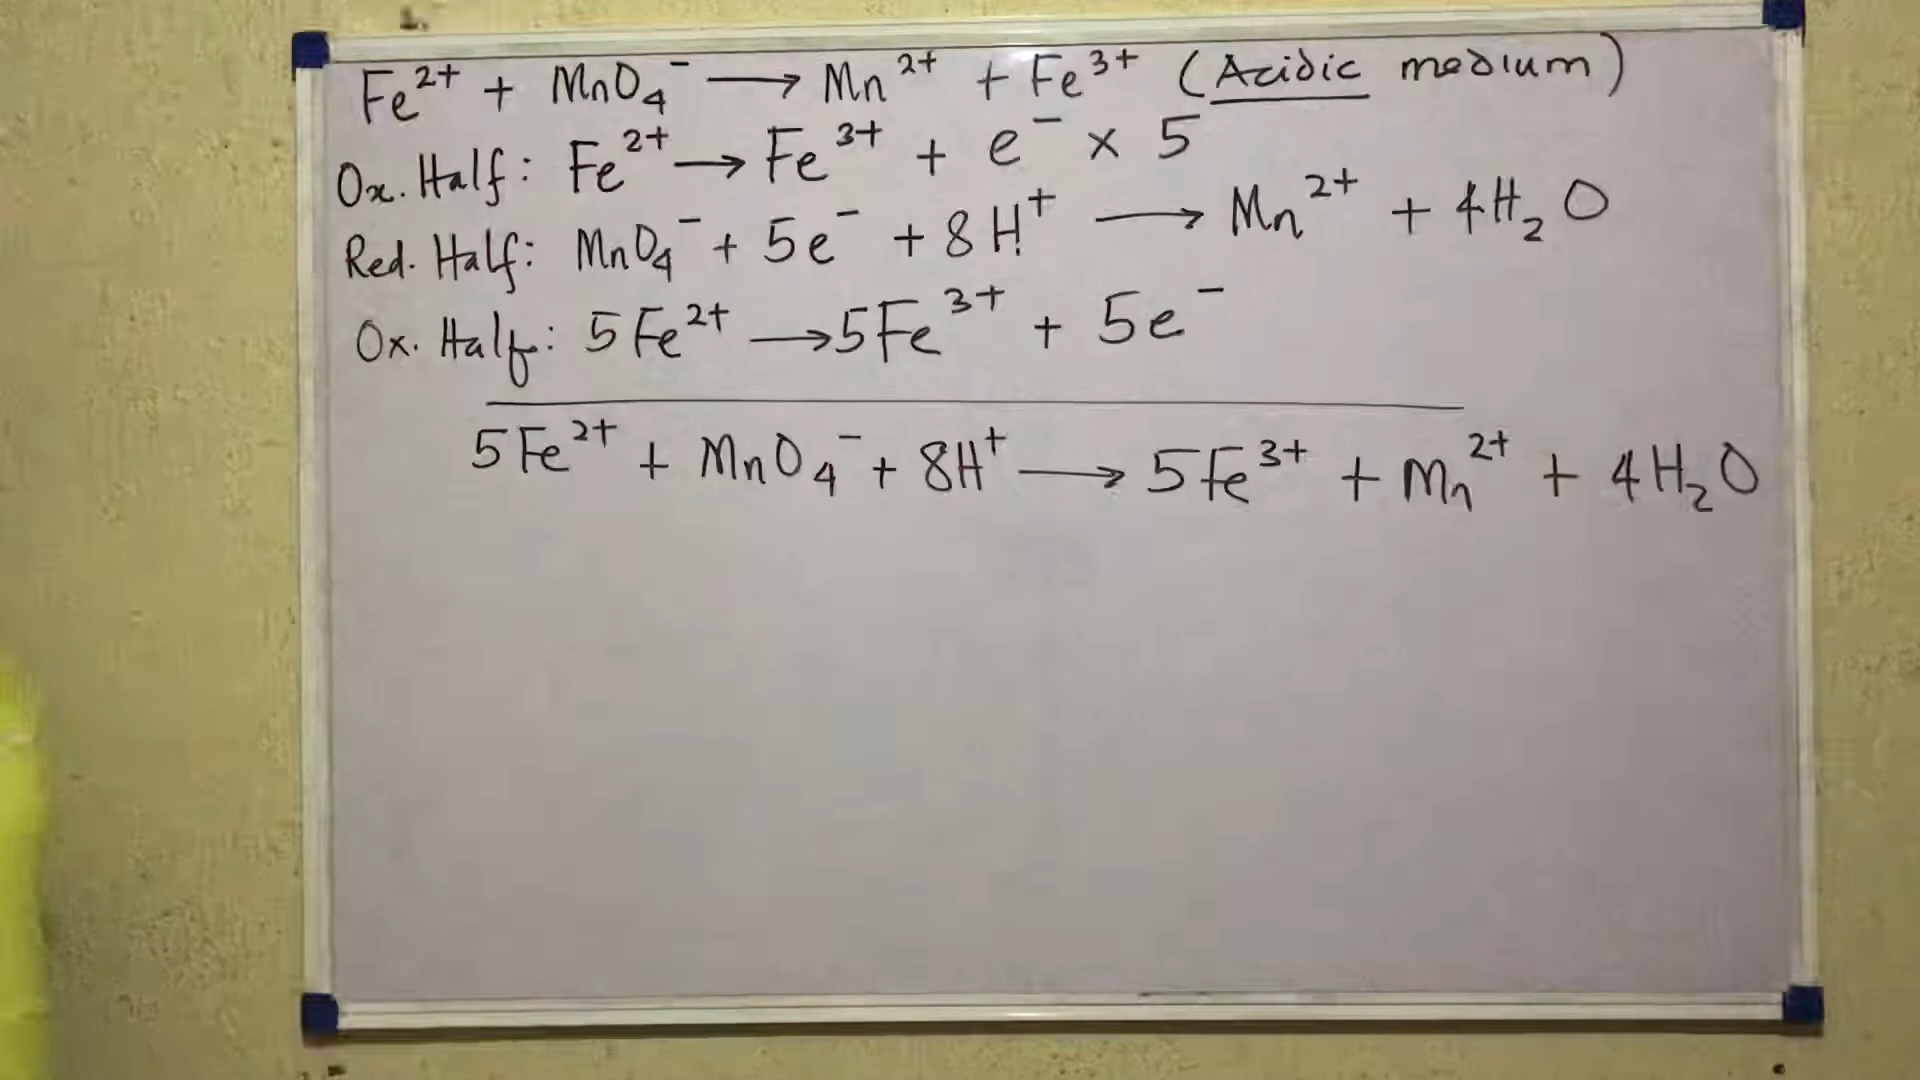 Fe²⁺ + MnO₄⁻ ⟶ Mn²⁺ + Fe³⁺ (Acidic medium)
Ox. Half: Fe²⁺ ⟶ Fe³⁺ + e⁻ × 5
Red. Half: MnO₄⁻ + 5e⁻ + 8H⁺ ⟶ Mn²⁺ + 4H₂O
Ox. Half: 5Fe²⁺ ⟶ 5Fe³⁺ + 5e⁻
5Fe²⁺ + MnO₄⁻ + 8H⁺ ⟶ 5Fe³⁺ + Mn²⁺ + 4H₂O